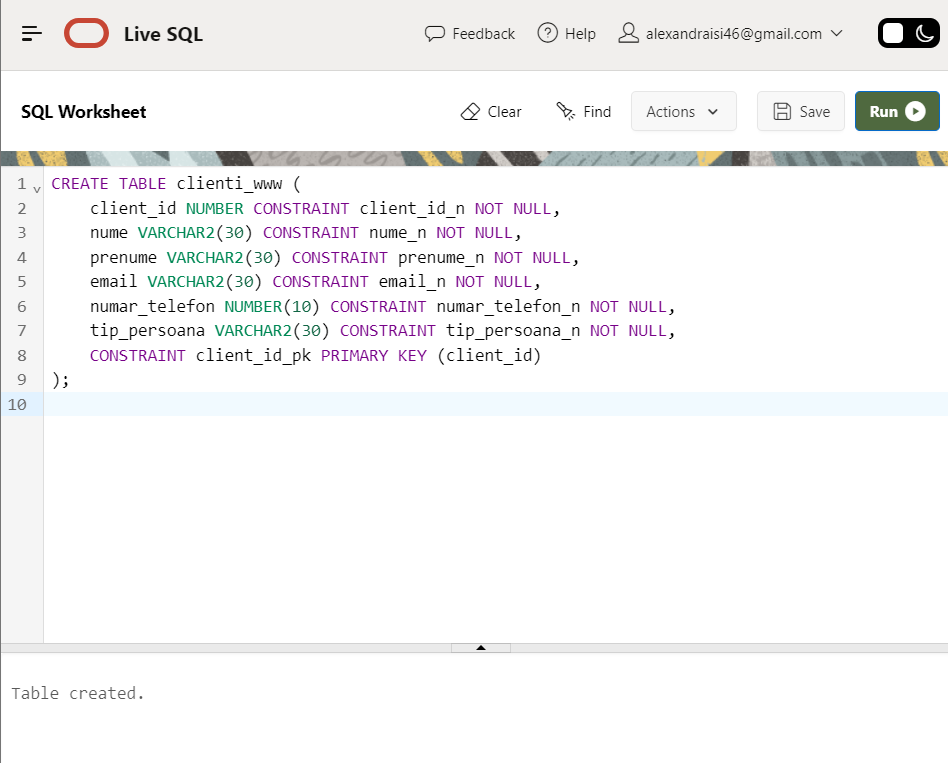 Live SQL Feedback Help alexandraisi46@gmail.com
SQL Worksheet Clear Find Actions Save Run
1 CREATE TABLE clienti_www (
2 client_id NUMBER CONSTRAINT client_id_n NOT NULL,
3 nume VARCHAR2(30) CONSTRAINT nume_n NOT NULL,
4 prenume VARCHAR2(30) CONSTRAINT prenume_n NOT NULL,
5 email VARCHAR2(30) CONSTRAINT email_n NOT NULL,
6 numar_telefon NUMBER(10) CONSTRAINT numar_telefon_n NOT NULL,
7 tip_persoana VARCHAR2(30) CONSTRAINT tip_persoana_n NOT NULL,
8 CONSTRAINT client_id_pk PRIMARY KEY (client_id)
9 );
10
Table created.